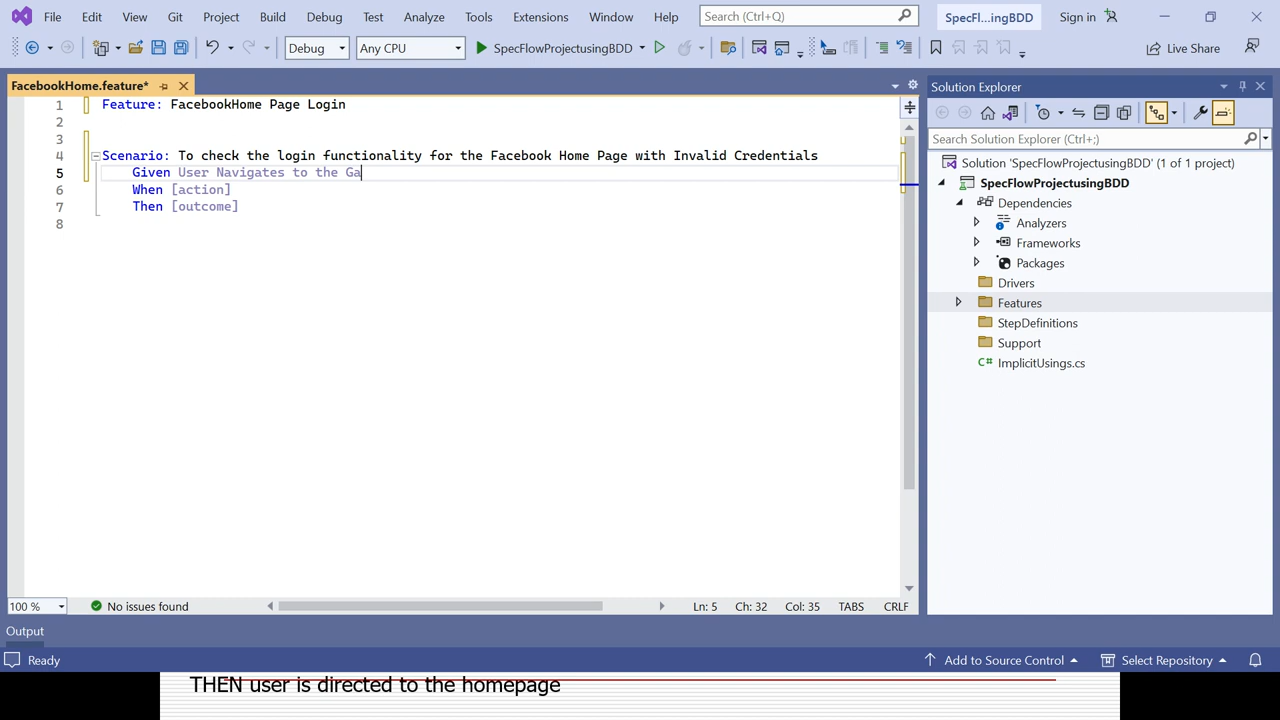 File Edit View Git Project Build Debug Test Analyze Tools Extensions Window Help Search (Ctrl+Q) SpecFl...ingBDD Sign in
Debug Any CPU SpecFlowProjectusingBDD Live Share
FacebookHome.feature*
Solution Explorer
Search Solution Explorer (Ctrl+;)
1 Feature: FacebookHome Page Login
2
3
4 Scenario: To check the login functionality for the Facebook Home Page with Invalid Credentials
5 Given User Navigates to the Ga
6 When [action]
7 Then [outcome]
8
Solution 'SpecFlowProjectusingBDD' (1 of 1 project)
SpecFlowProjectusingBDD
Dependencies
Analyzers
Frameworks
Packages
Drivers
Features
StepDefinitions
Support
C# ImplicitUsings.cs
100 % No issues found Ln: 5 Ch: 32 Col: 35 TABS CRLF
Output
Ready Add to Source Control Select Repository
THEN user is directed to the homepage